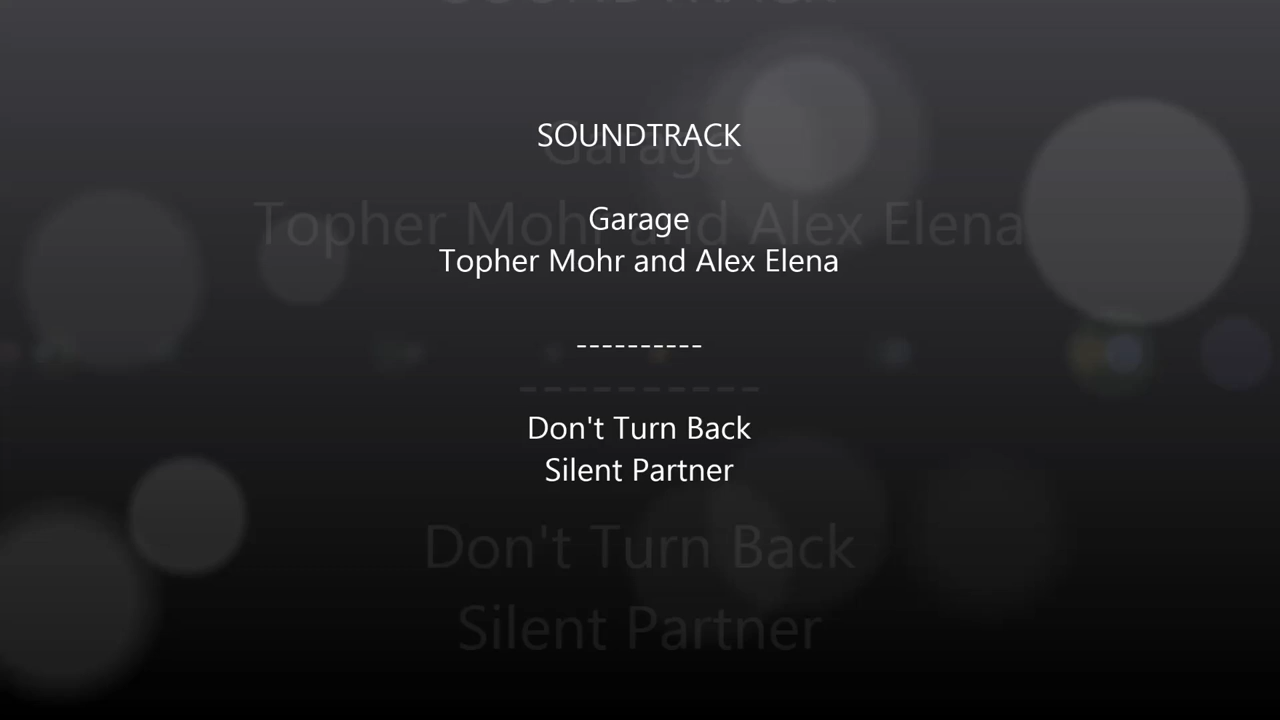 SOUNDTRACK
Garage
Topher Mohr and Alex Elena
----------
Don't Turn Back
Silent Partner